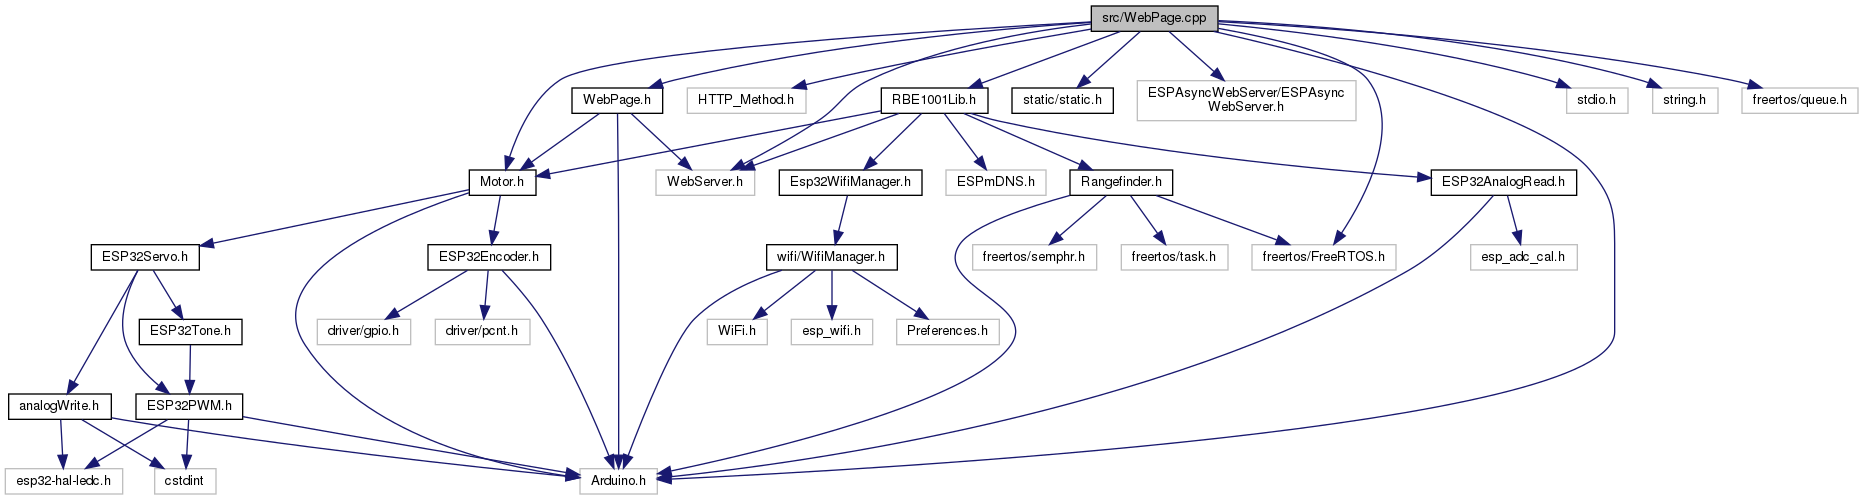 src/WebPage.cpp
WebPage.h
HTTP_Method.h
RBE1001Lib.h
static/static.h
ESPAsyncWebServer/ESPAsync
WebServer.h
stdio.h
string.h
freertos/queue.h
Motor.h
WebServer.h
Esp32WifiManager.h
ESPmDNS.h
Rangefinder.h
ESP32AnalogRead.h
ESP32Servo.h
ESP32Encoder.h
wifi/WifiManager.h
freertos/semphr.h
freertos/task.h
freertos/FreeRTOS.h
esp_adc_cal.h
ESP32Tone.h
driver/gpio.h
driver/pcnt.h
WiFi.h
esp_wifi.h
Preferences.h
analogWrite.h
ESP32PWM.h
esp32-hal-ledc.h
cstdint
Arduino.h